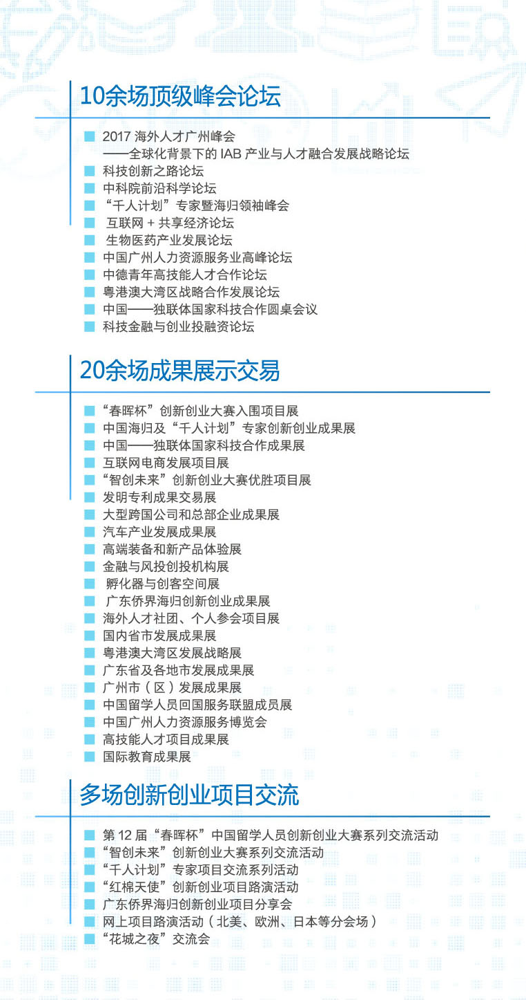 10余场顶级峰会论坛
2017 海外人才广州峰会
——全球化背景下的 IAB 产业与人才融合发展战略论坛
科技创新之路论坛
中科院前沿科学论坛
“千人计划”专家暨海归领袖峰会
互联网 + 共享经济论坛
生物医药产业发展论坛
中国广州人力资源服务业高峰论坛
中德青年高技能人才合作论坛
粤港澳大湾区战略合作发展论坛
中国——独联体国家科技合作圆桌会议
科技金融与创业投融资论坛
20余场成果展示交易
“春晖杯”创新创业大赛入围项目展
中国海归及“千人计划”专家创新创业成果展
中国——独联体国家科技合作成果展
互联网电商发展项目展
“智创未来”创新创业大赛优胜项目展
发明专利成果交易展
大型跨国公司和总部企业成果展
汽车产业发展成果展
高端装备和新产品体验展
金融与风投创投机构展
孵化器与创客空间展
广东侨界海归创新创业成果展
海外人才社团、个人参会项目展
国内省市发展成果展
粤港澳大湾区发展战略展
广东省及各地市发展成果展
广州市（区）发展成果展
中国留学人员回国服务联盟成员展
中国广州人力资源服务博览会
高技能人才项目成果展
国际教育成果展
多场创新创业项目交流
第 12 届“春晖杯”中国留学人员创新创业大赛系列交流活动
“智创未来”创新创业大赛系列交流活动
“千人计划”专家项目交流系列活动
“红棉天使”创新创业项目路演活动
广东侨界海归创新创业项目分享会
网上项目路演活动（北美、欧洲、日本等分会场）
“花城之夜”交流会